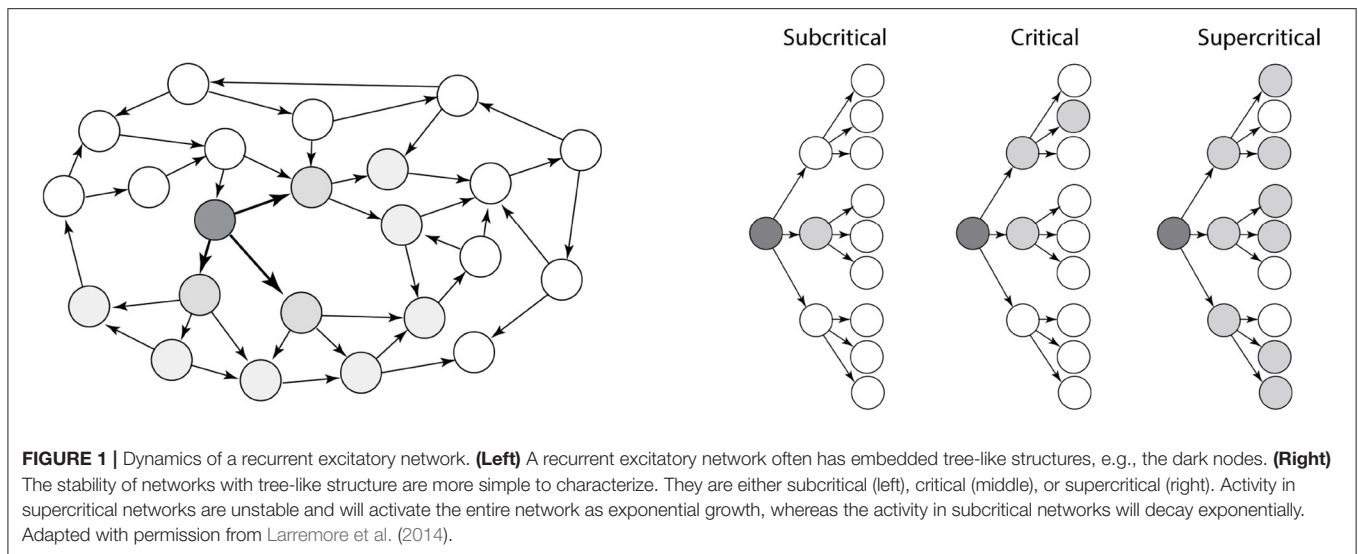 Subcritical
Critical
Supercritical
FIGURE 1 | Dynamics of a recurrent excitatory network. (Left) A recurrent excitatory network often has embedded tree-like structures, e.g., the dark nodes. (Right)
The stability of networks with tree-like structure are more simple to characterize. They are either subcritical (left), critical (middle), or supercritical (right). Activity in
supercritical networks are unstable and will activate the entire network as exponential growth, whereas the activity in subcritical networks will decay exponentially.
Adapted with permission from Larremore et al. (2014).